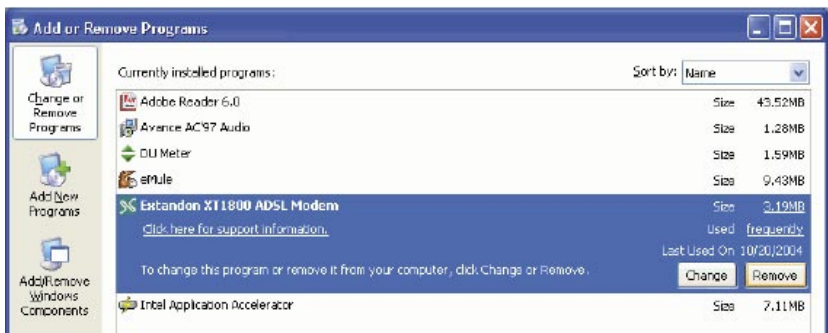 Add or Remove Programs
Change or
Remove
Programs
Add New
Programs
Add/Remove
Windows
Components
Currently installed programs:
Sort by: Name
Adobe Reader 6.0 Size 43.52MB
Avance AC'97 Audio Size 1.28MB
DU Meter Size 1.59MB
eMule Size 9.43MB
Extandon XT1800 ADSL Modem Size 3.19MB
Click here for support information. Used frequently
Last Used On 10/20/2004
To change this program or remove it from your computer, click Change or Remove. Change Remove
Intel Application Accelerator Size 7.11MB